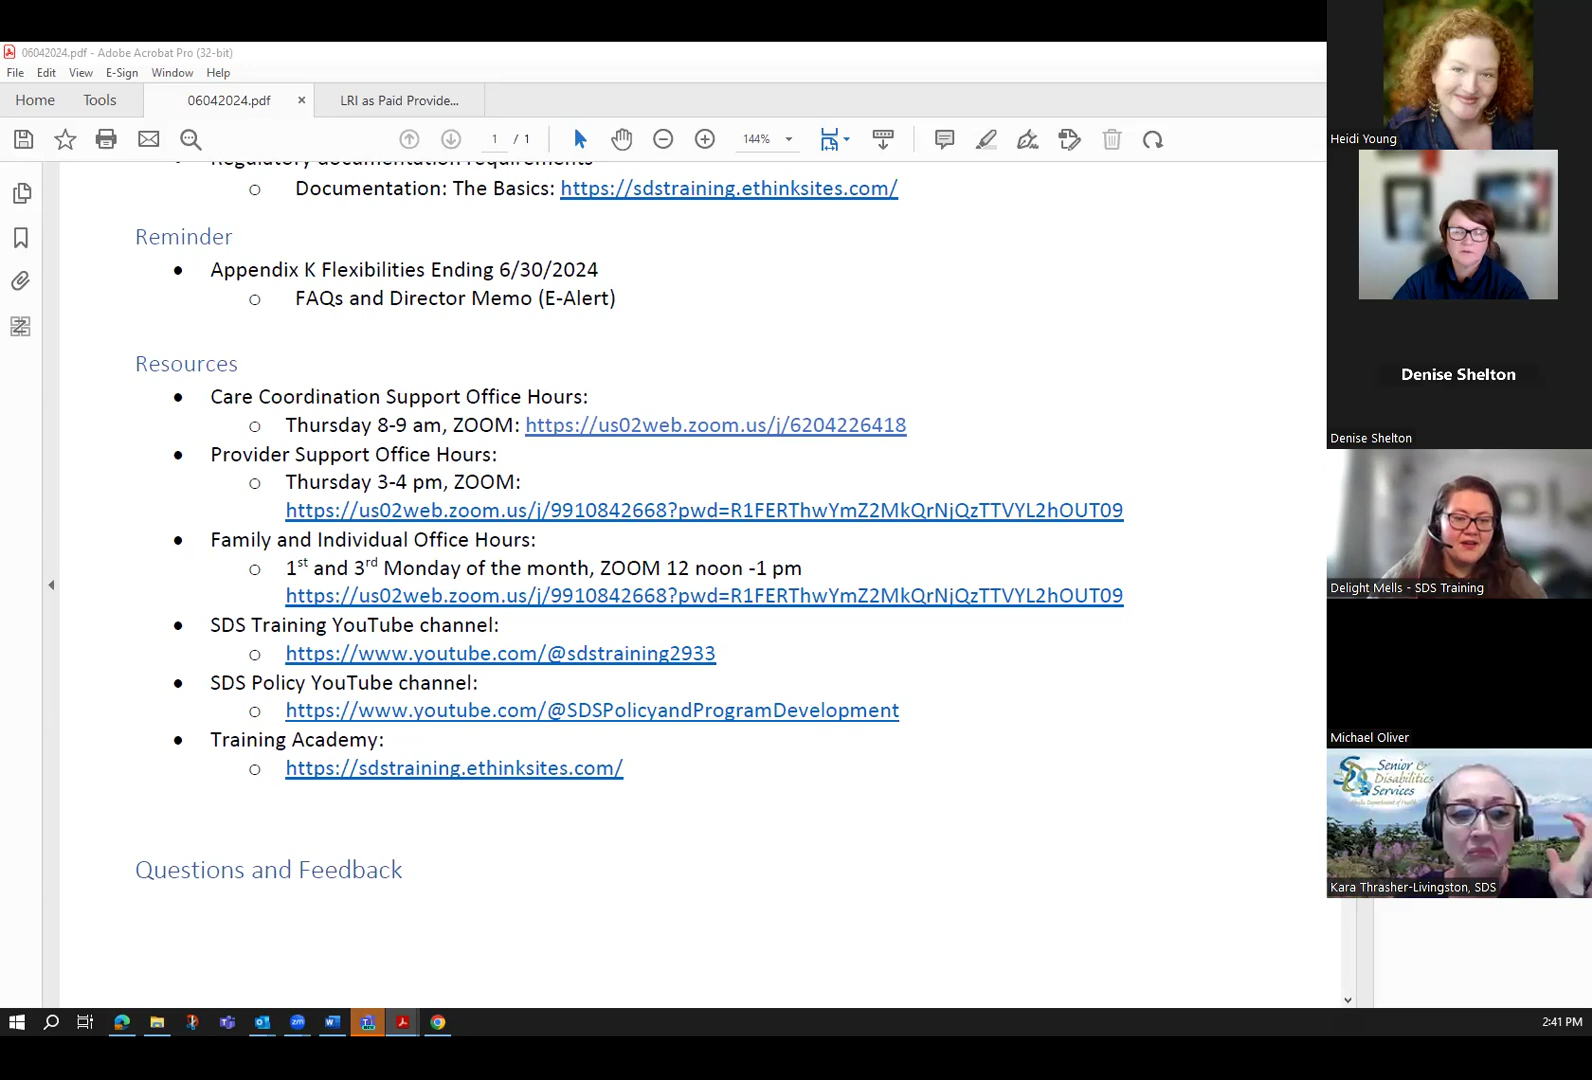 06042024.pdf - Adobe Acrobat Pro (32-bit)
File Edit View E-Sign Window Help
Home Tools 06042024.pdf × LRI as Paid Provide...
1 / 1 144%
Regulatory documentation requirements
○ Documentation: The Basics: https://sdstraining.ethinksites.com/
Reminder
• Appendix K Flexibilities Ending 6/30/2024
○ FAQs and Director Memo (E-Alert)
Resources
• Care Coordination Support Office Hours:
○ Thursday 8-9 am, ZOOM: https://us02web.zoom.us/j/6204226418
• Provider Support Office Hours:
○ Thursday 3-4 pm, ZOOM:
https://us02web.zoom.us/j/9910842668?pwd=R1FERThwYmZ2MkQrNjQzTTVYL2hOUT09
• Family and Individual Office Hours:
○ 1st and 3rd Monday of the month, ZOOM 12 noon -1 pm
https://us02web.zoom.us/j/9910842668?pwd=R1FERThwYmZ2MkQrNjQzTTVYL2hOUT09
• SDS Training YouTube channel:
○ https://www.youtube.com/@sdstraining2933
• SDS Policy YouTube channel:
○ https://www.youtube.com/@SDSPolicyandProgramDevelopment
• Training Academy:
○ https://sdstraining.ethinksites.com/
Questions and Feedback
Heidi Young
Denise Shelton
Denise Shelton
Delight Mells - SDS Training
Michael Oliver
Senior &
Disabilities
Services
Kara Thrasher-Livingston, SDS
2:41 PM